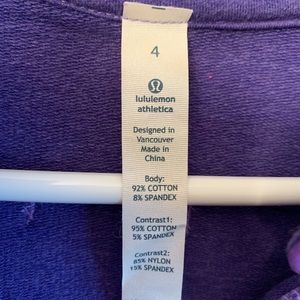 4
lululemon
athletica
Designed in
Vancouver
Made in
China
Body:
92% COTTON
8% SPANDEX
Contrast1:
95% COTTON
5% SPANDEX
Contrast2:
85% NYLON
15% SPANDEX